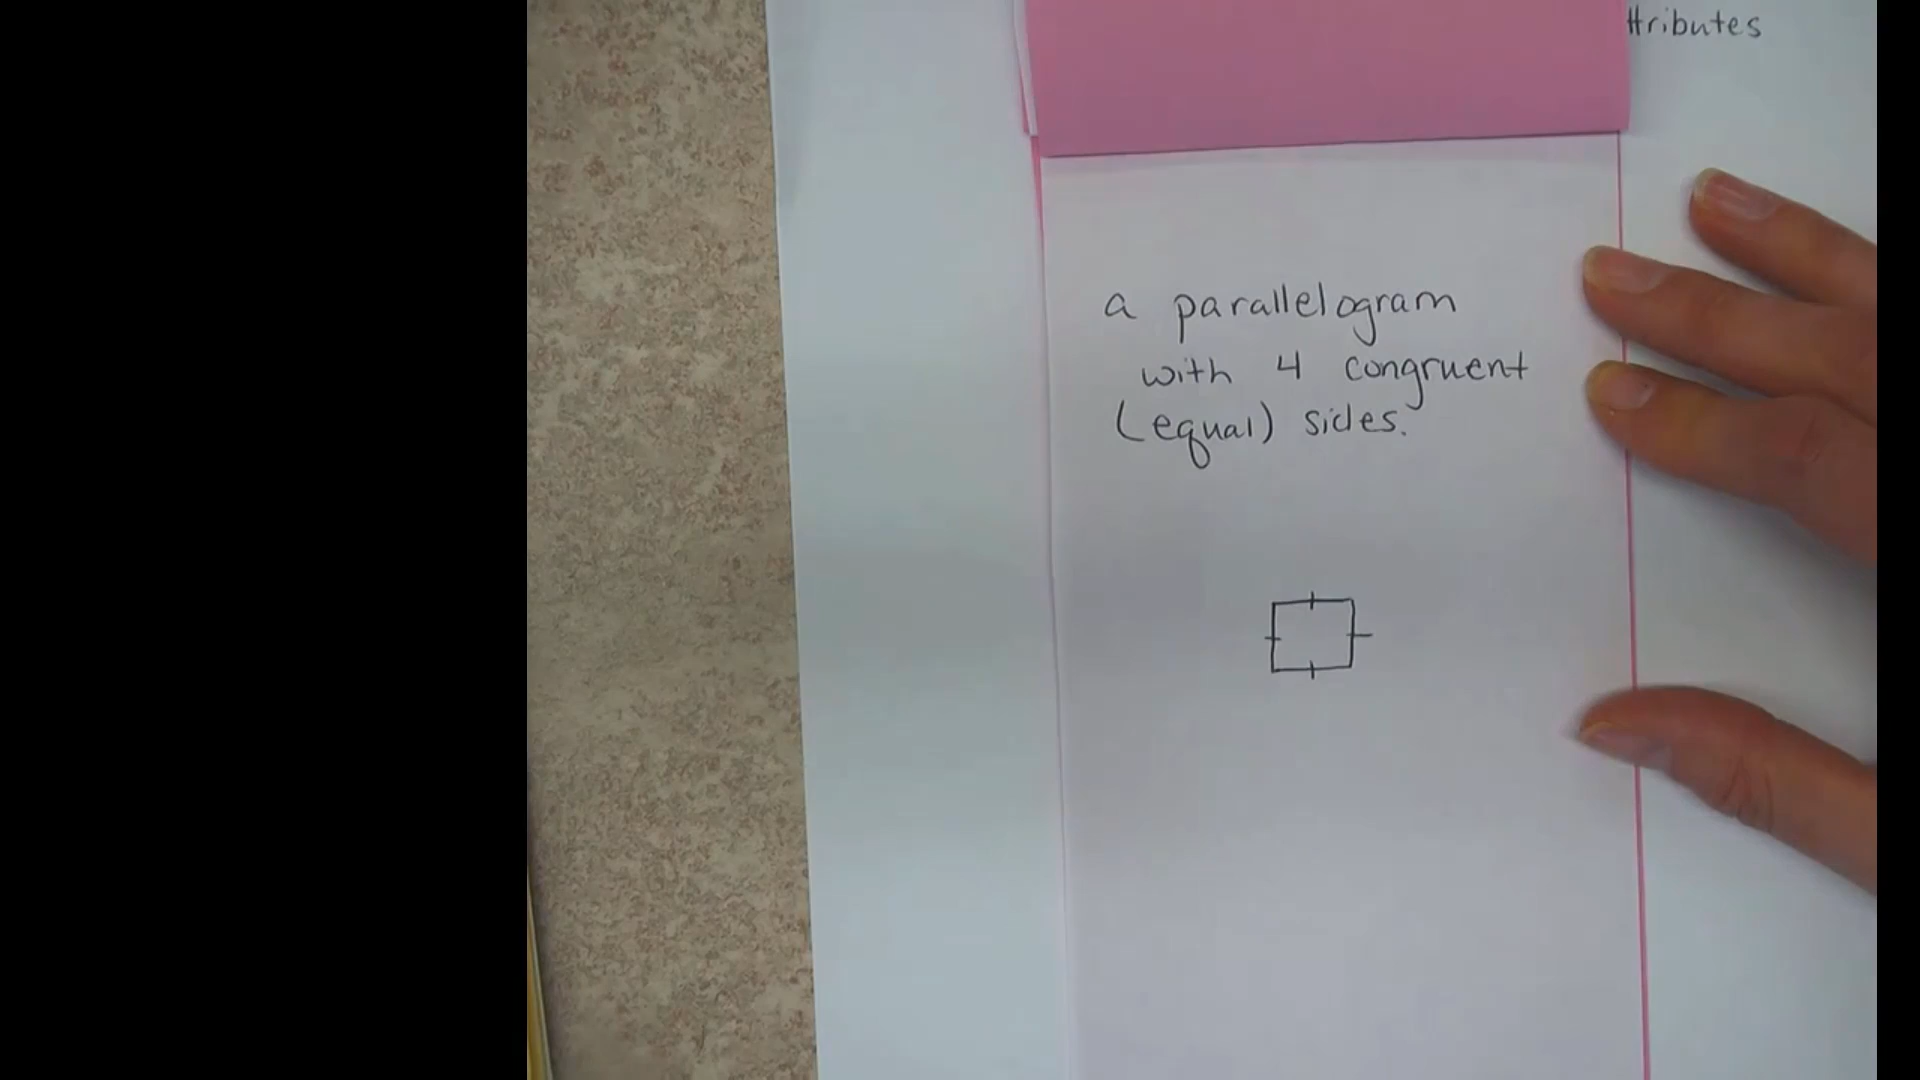 ttributes
a parallelogram
with 4 congruent
(equal) sides.